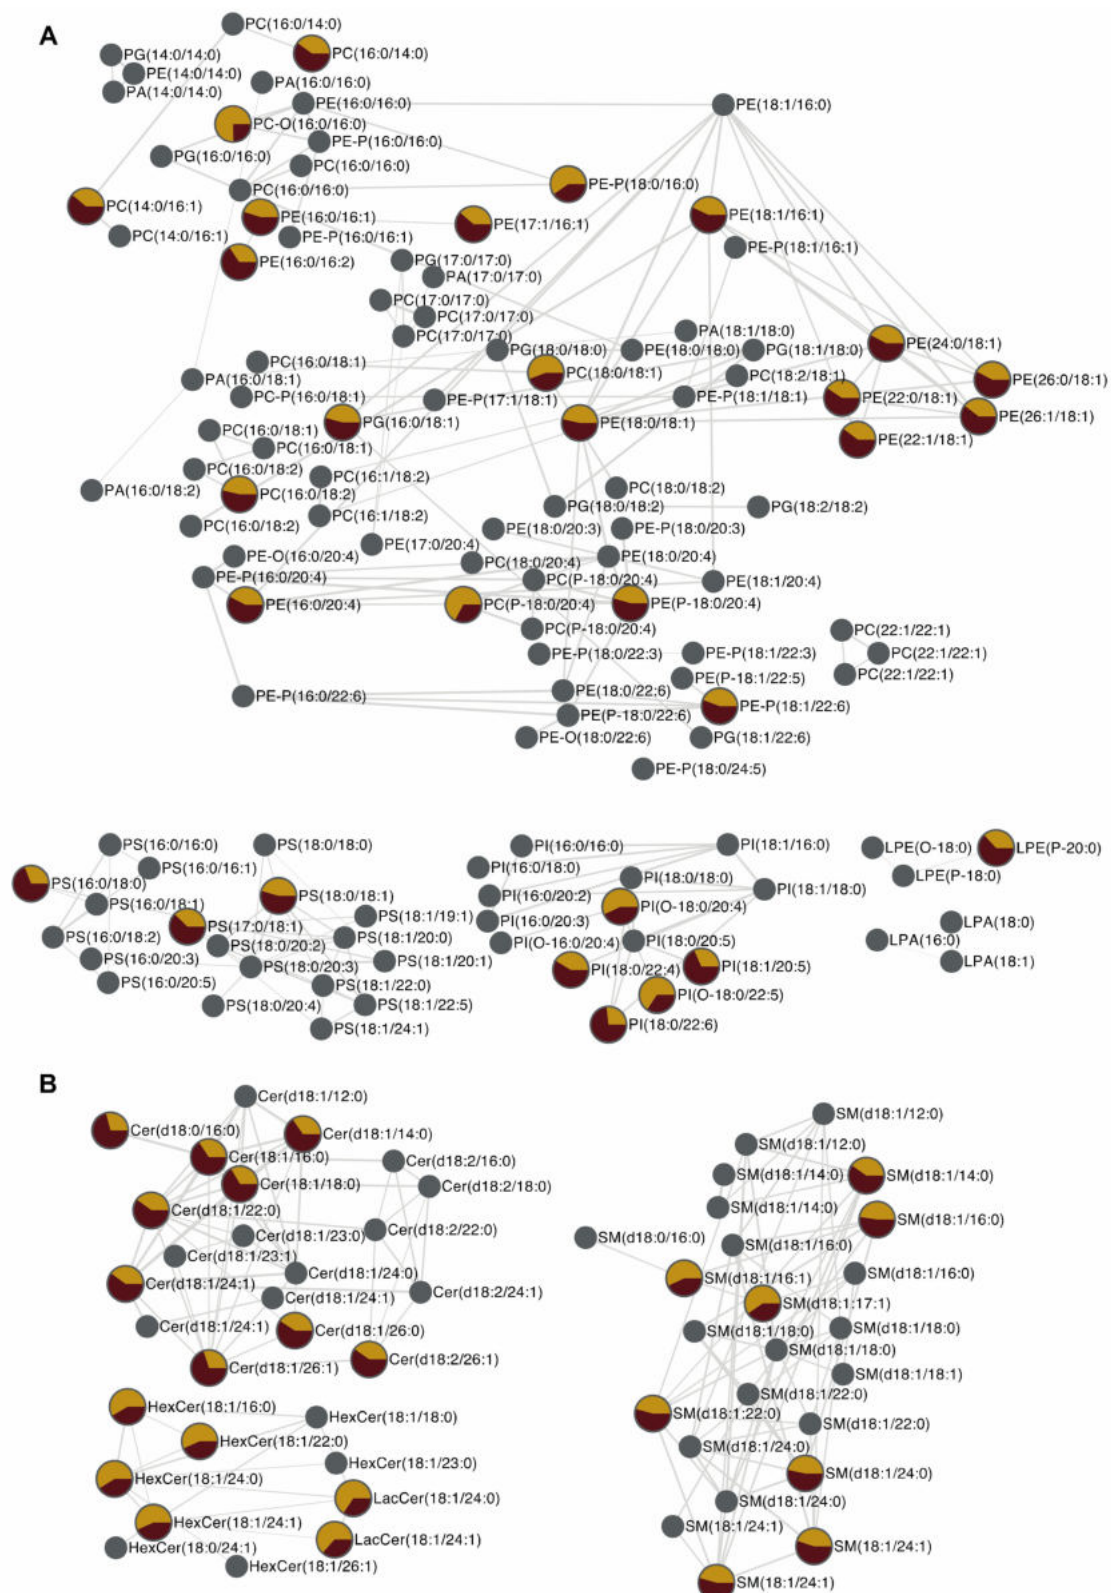 A
PC(16:0/14:0)
PG(14:0/14:0)
PC(16:0/14:0)
PE(14:0/14:0)
PA(16:0/16:0)
PA(14:0/14:0)
PE(16:0/16:0)
PE(18:1/16:0)
PC-O(16:0/16:0)
PE-P(16:0/16:0)
PG(16:0/16:0)
PC(16:0/16:0)
PC(16:0/16:0)
PE-P(18:0/16:0)
PC(14:0/16:1)
PE(16:0/16:1)
PE(17:1/16:1)
PE(18:1/16:1)
PC(14:0/16:1)
PE-P(16:0/16:1)
PE-P(18:1/16:1)
PE(16:0/16:2)
PG(17:0/17:0)
PA(17:0/17:0)
PC(17:0/17:0)
PC(17:0/17:0)
PC(17:0/17:0)
PA(18:1/18:0)
PE(24:0/18:1)
PG(18:0/18:0)
PE(18:0/18:0)
PG(18:1/18:0)
PC(16:0/18:1)
PC(18:0/18:1)
PC(18:2/18:1)
PA(16:0/18:1)
PE(26:0/18:1)
PC-P(16:0/18:1)
PE-P(17:1/18:1)
PE-P(18:1/18:1)
PE(22:0/18:1)
PG(16:0/18:1)
PE(18:0/18:1)
PE(26:1/18:1)
PC(16:0/18:1)
PE(22:1/18:1)
PC(16:0/18:1)
PC(16:0/18:2)
PC(16:1/18:2)
PA(16:0/18:2)
PC(16:0/18:2)
PC(18:0/18:2)
PG(18:0/18:2)
PG(18:2/18:2)
PC(16:0/18:2)
PC(16:1/18:2)
PE(18:0/20:3)
PE-P(18:0/20:3)
PE(17:0/20:4)
PE-O(16:0/20:4)
PC(18:0/20:4)
PE(18:0/20:4)
PE-P(16:0/20:4)
PC(P-18:0/20:4)
PE(18:1/20:4)
PE(16:0/20:4)
PC(P-18:0/20:4)
PE(P-18:0/20:4)
PC(P-18:0/20:4)
PC(22:1/22:1)
PE-P(18:0/22:3)
PE-P(18:1/22:3)
PC(22:1/22:1)
PE(P-18:1/22:5)
PC(22:1/22:1)
PE-P(16:0/22:6)
PE(18:0/22:6)
PE-P(18:1/22:6)
PE(P-18:0/22:6)
PE-O(18:0/22:6)
PG(18:1/22:6)
PE-P(18:0/24:5)
PS(16:0/16:0)
PS(18:0/18:0)
PI(16:0/16:0)
PI(18:1/16:0)
LPE(O-18:0)
LPE(P-20:0)
PS(16:0/16:1)
PI(16:0/18:0)
LPE(P-18:0)
PS(16:0/18:0)
PS(18:0/18:1)
PI(18:0/18:0)
PI(18:1/18:0)
PS(16:0/18:1)
PI(16:0/20:2)
PI(O-18:0/20:4)
PS(17:0/18:1)
PS(18:1/19:1)
PI(16:0/20:3)
LPA(18:0)
PS(16:0/18:2)
PS(18:0/20:2)
PS(18:1/20:0)
PI(O-16:0/20:4)
PI(18:0/20:5)
LPA(16:0)
PS(16:0/20:3)
PS(18:0/20:3)
PS(18:1/20:1)
PI(18:0/22:4)
PI(18:1/20:5)
LPA(18:1)
PS(16:0/20:5)
PS(18:1/22:0)
PI(O-18:0/22:5)
PS(18:0/20:4)
PS(18:1/22:5)
PS(18:1/24:1)
PI(18:0/22:6)
B
Cer(d18:1/12:0)
SM(d18:1/12:0)
Cer(d18:0/16:0)
Cer(d18:1/14:0)
SM(d18:1/12:0)
Cer(18:1/16:0)
Cer(d18:2/16:0)
SM(d18:1/14:0)
SM(d18:1/14:0)
Cer(18:1/18:0)
Cer(d18:2/18:0)
SM(d18:1/14:0)
Cer(d18:1/22:0)
SM(d18:1/16:0)
Cer(d18:1/23:0)
Cer(d18:2/22:0)
SM(d18:0/16:0)
SM(d18:1/16:0)
Cer(d18:1/23:1)
Cer(d18:1/24:0)
SM(d18:1/16:1)
SM(d18:1/16:0)
Cer(d18:1/24:1)
Cer(d18:1/24:1)
Cer(d18:2/24:1)
SM(d18:1:17:1)
Cer(d18:1/24:1)
Cer(d18:1/26:0)
SM(d18:1/18:0)
SM(d18:1/18:0)
SM(d18:1/18:0)
Cer(d18:1/26:1)
Cer(d18:2/26:1)
SM(d18:1/18:1)
SM(d18:1/22:0)
HexCer(18:1/16:0)
HexCer(18:1/18:0)
SM(d18:1:22:0)
SM(d18:1/22:0)
HexCer(18:1/22:0)
SM(d18:1/24:0)
HexCer(18:1/23:0)
HexCer(18:1/24:0)
SM(d18:1/24:0)
LacCer(18:1/24:0)
SM(d18:1/24:0)
HexCer(18:1/24:1)
SM(18:1/24:1)
LacCer(18:1/24:1)
HexCer(18:0/24:1)
SM(18:1/24:1)
HexCer(18:1/26:1)
SM(18:1/24:1)